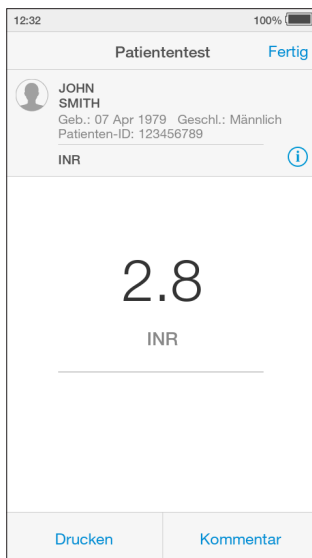 12:32 100%
Patiententest Fertig
JOHN
SMITH
Geb.: 07 Apr 1979 Geschl.: Männlich
Patienten-ID: 123456789
INR
2.8
INR
Drucken Kommentar